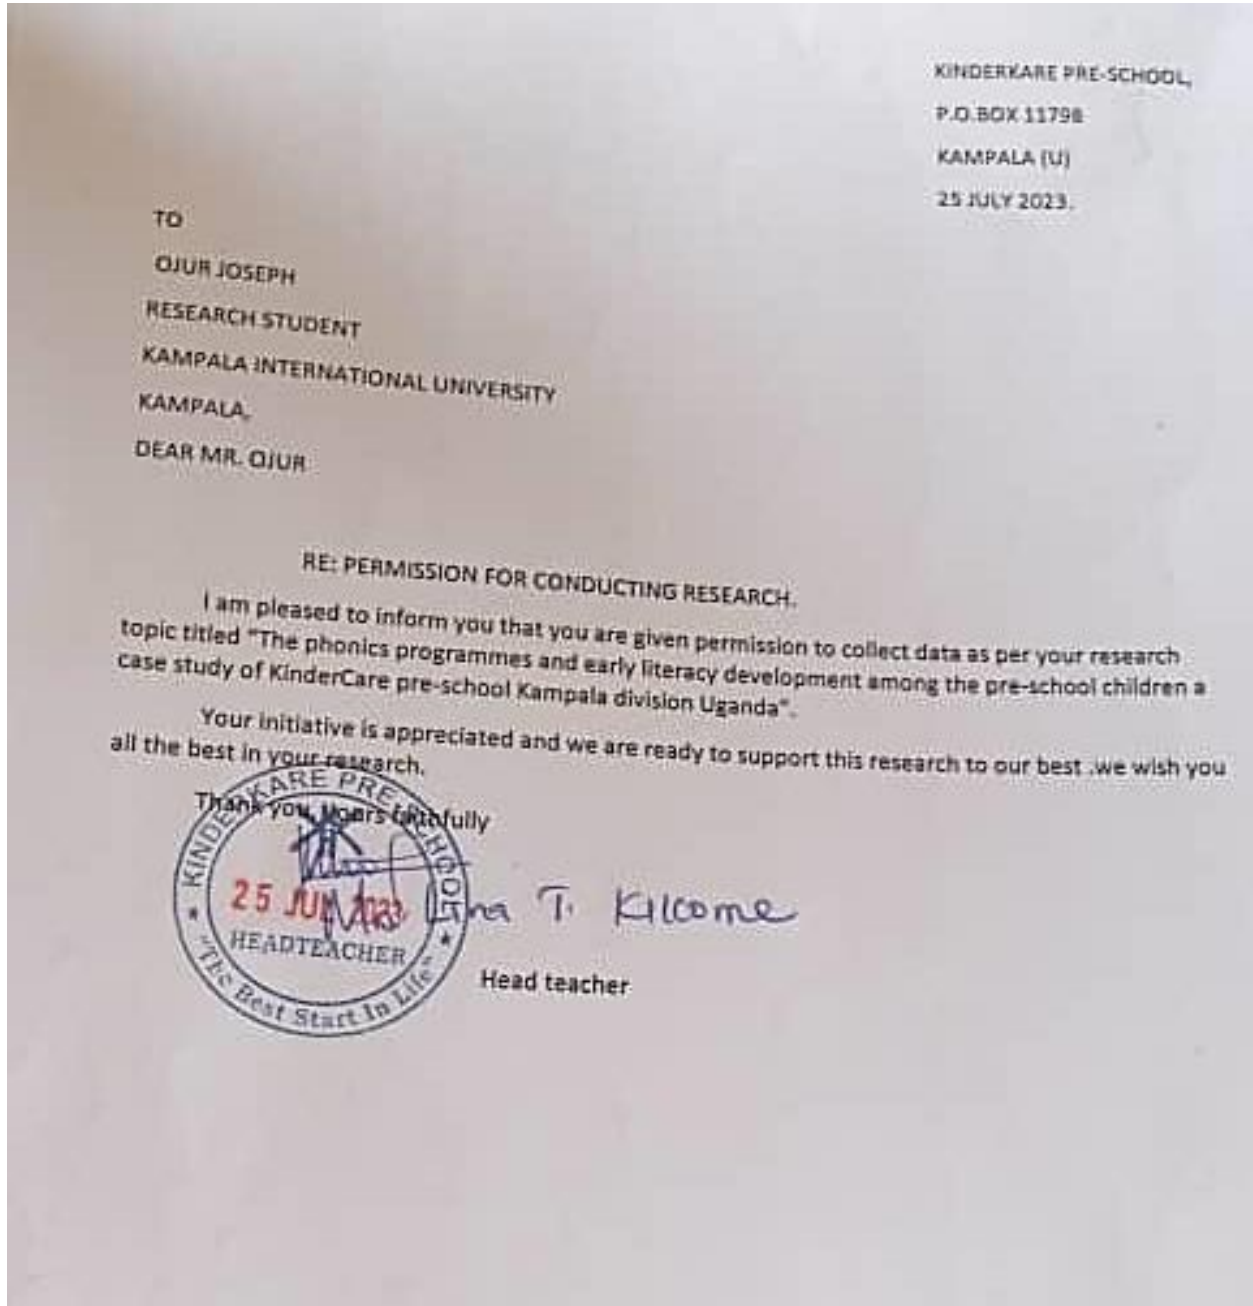 KINDERKARE PRE-SCHOOL,
P.O.BOX 11798
KAMPALA (U)
25 JULY 2023.
TO
OJUR JOSEPH
RESEARCH STUDENT
KAMPALA INTERNATIONAL UNIVERSITY
KAMPALA,
DEAR MR. OJUR
RE: PERMISSION FOR CONDUCTING RESEARCH.
I am pleased to inform you that you are given permission to collect data as per your research
topic titled "The phonics programmes and early literacy development among the pre-school children a
case study of KinderCare pre-school Kampala division Uganda".
Your initiative is appreciated and we are ready to support this research to our best .we wish you
all the best in your research.
Thank you, yours faithfully
KINDERKARE PRE-SCHOOL
25 JUL 2023
T.
HEADTEACHER
"The Best Start In Life"
Head teacher